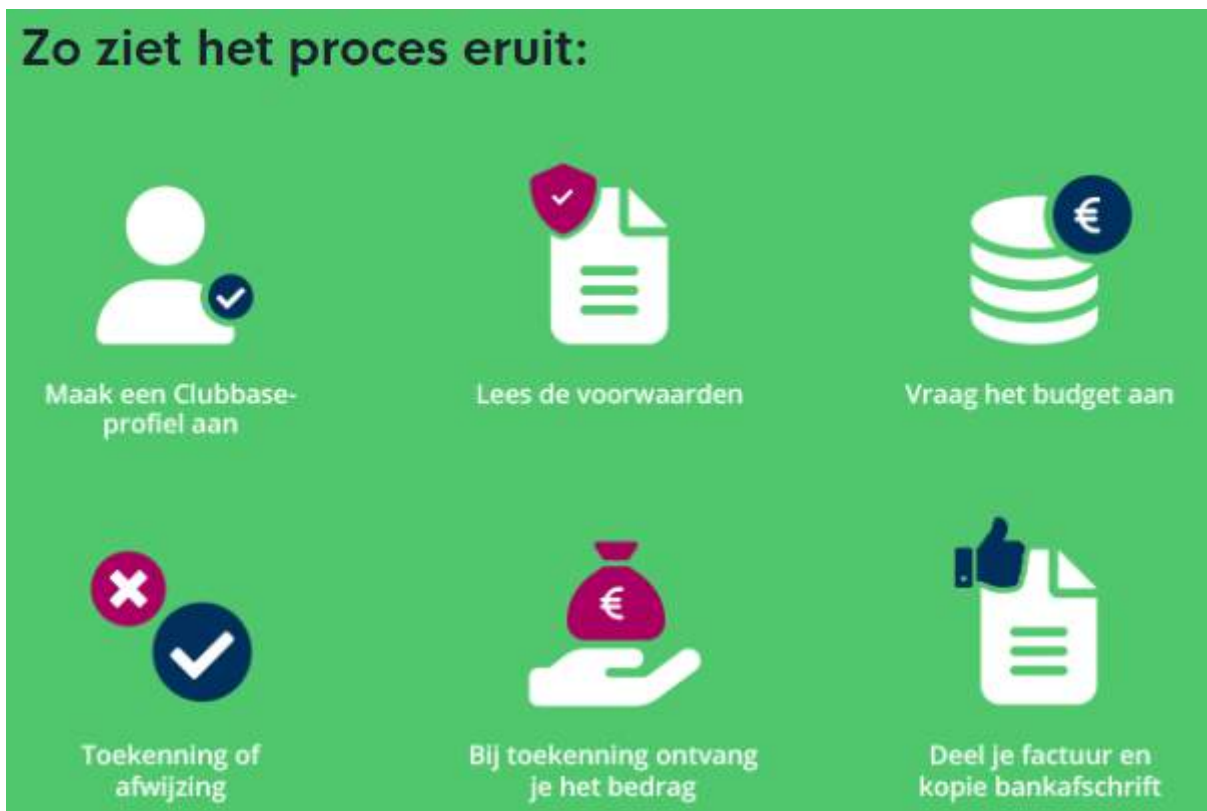 Zo ziet het proces eruit:
Maak een Clubbase-
profiel aan
Lees de voorwaarden
Vraag het budget aan
€
Toekenning of
afwijzing
Bij toekenning ontvang
je het bedrag
€
Deel je factuur en
kopie bankafschrift